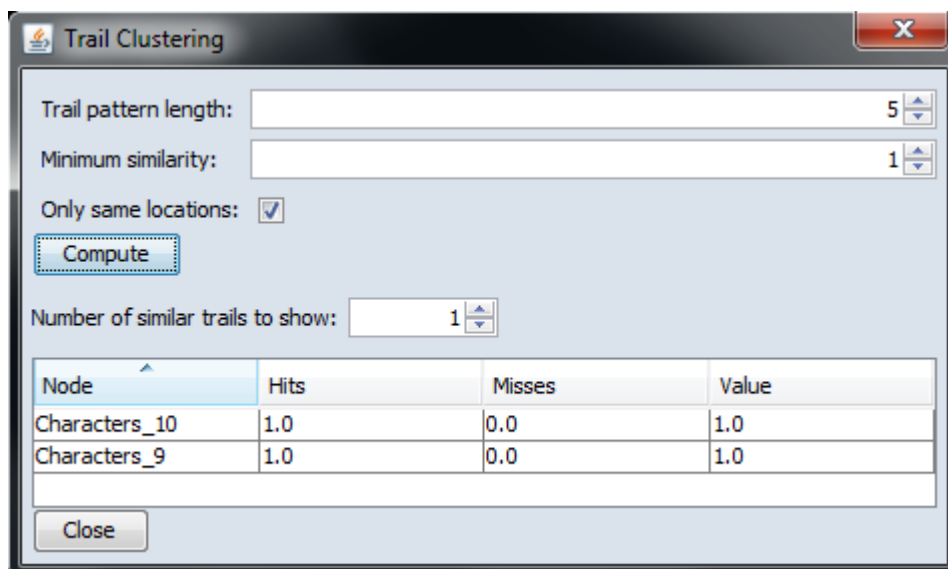 Trail Clustering
Trail pattern length: 5
Minimum similarity: 1
Only same locations:
Compute
Number of similar trails to show: 1
Node Hits Misses Value
Characters_10 1.0 0.0 1.0
Characters_9 1.0 0.0 1.0
Close